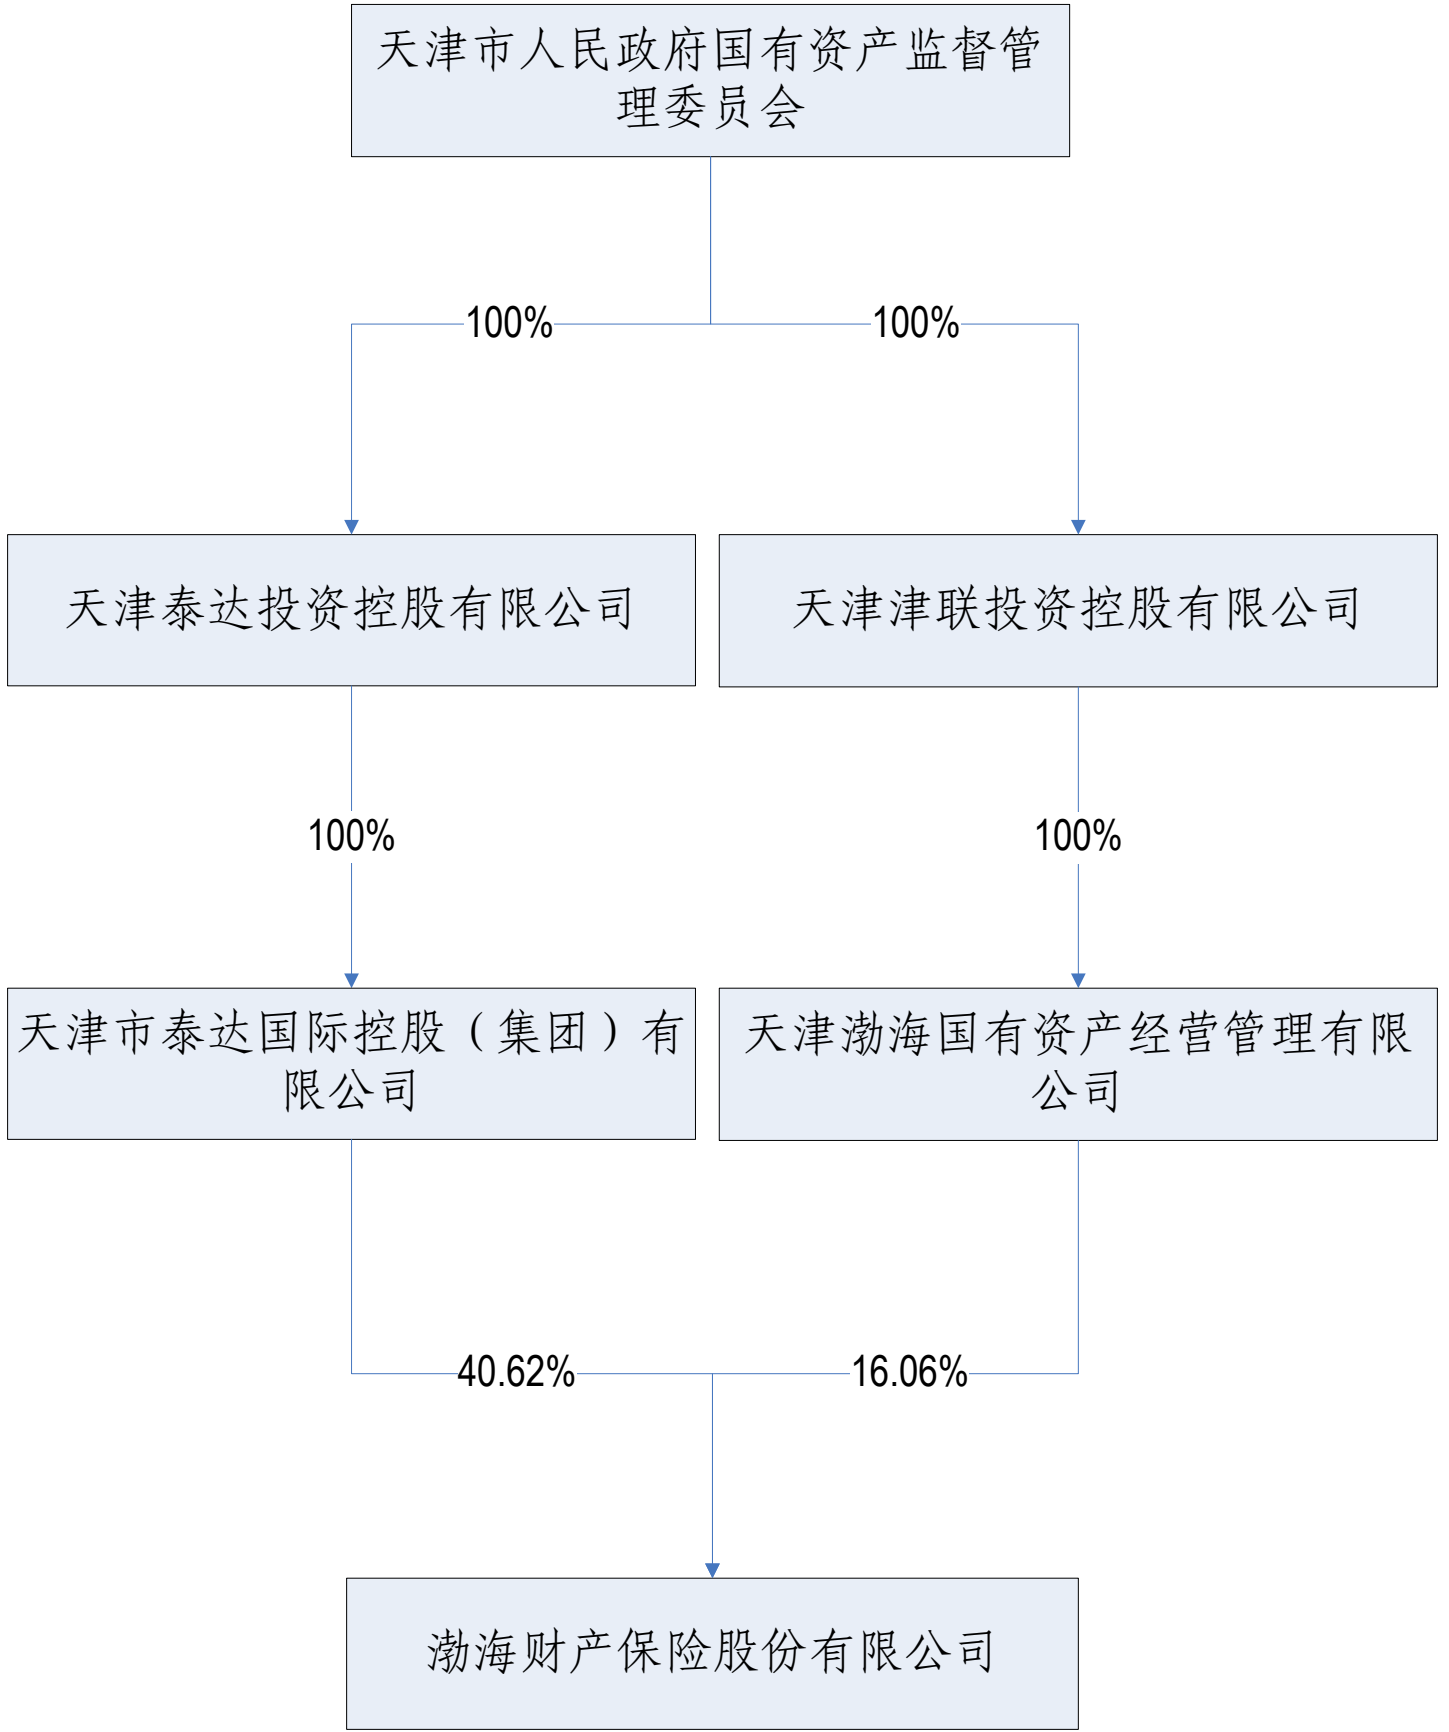 天津市人民政府国有资产监督管
理委员会
100%
100%
天津泰达投资控股有限公司
天津津联投资控股有限公司
100%
100%
天津市泰达国际控股（集团）有
限公司
天津渤海国有资产经营管理有限
公司
40.62%
16.06%
渤海财产保险股份有限公司